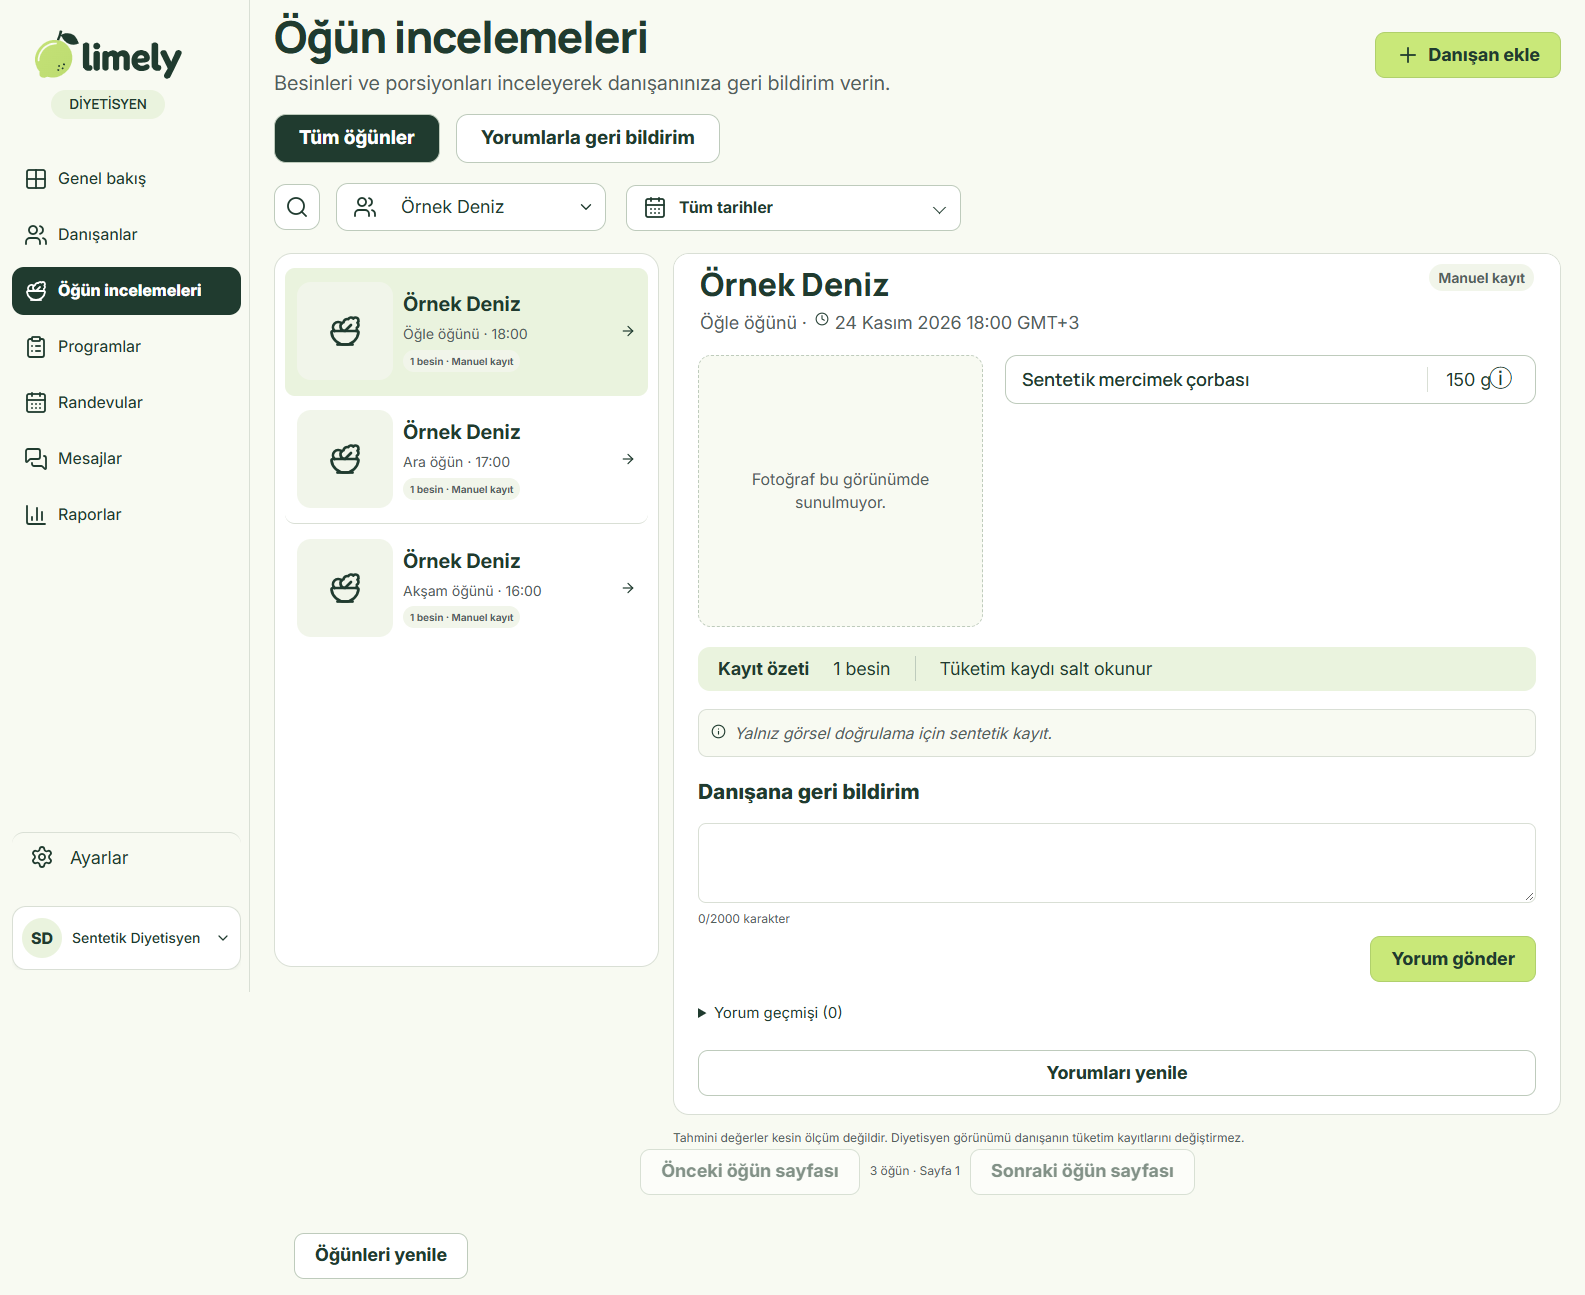 limely
DİYETİSYEN
Genel bakış
Danışanlar
Öğün incelemeleri
Programlar
Randevular
Mesajlar
Raporlar
Ayarlar
SD
Sentetik Diyetisyen
Öğün incelemeleri
Besinleri ve porsiyonları inceleyerek danışanınıza geri bildirim verin.
Danışan ekle
Tüm öğünler
Yorumlarla geri bildirim
Örnek Deniz
Tüm tarihler
Örnek Deniz
Öğle öğünü · 18:00
1 besin · Manuel kayıt
Örnek Deniz
Ara öğün · 17:00
1 besin · Manuel kayıt
Örnek Deniz
Akşam öğünü · 16:00
1 besin · Manuel kayıt
Örnek Deniz
Manuel kayıt
Öğle öğünü · 24 Kasım 2026 18:00 GMT+3
Fotoğraf bu görünümde
sunulmuyor.
Sentetik mercimek çorbası
150 g
Kayıt özeti 1 besin Tüketim kaydı salt okunur
Yalnız görsel doğrulama için sentetik kayıt.
Danışana geri bildirim
0/2000 karakter
Yorum gönder
Yorum geçmişi (0)
Yorumları yenile
Tahmini değerler kesin ölçüm değildir. Diyetisyen görünümü danışanın tüketim kayıtlarını değiştirmez.
Önceki öğün sayfası
3 öğün · Sayfa 1
Sonraki öğün sayfası
Öğünleri yenile